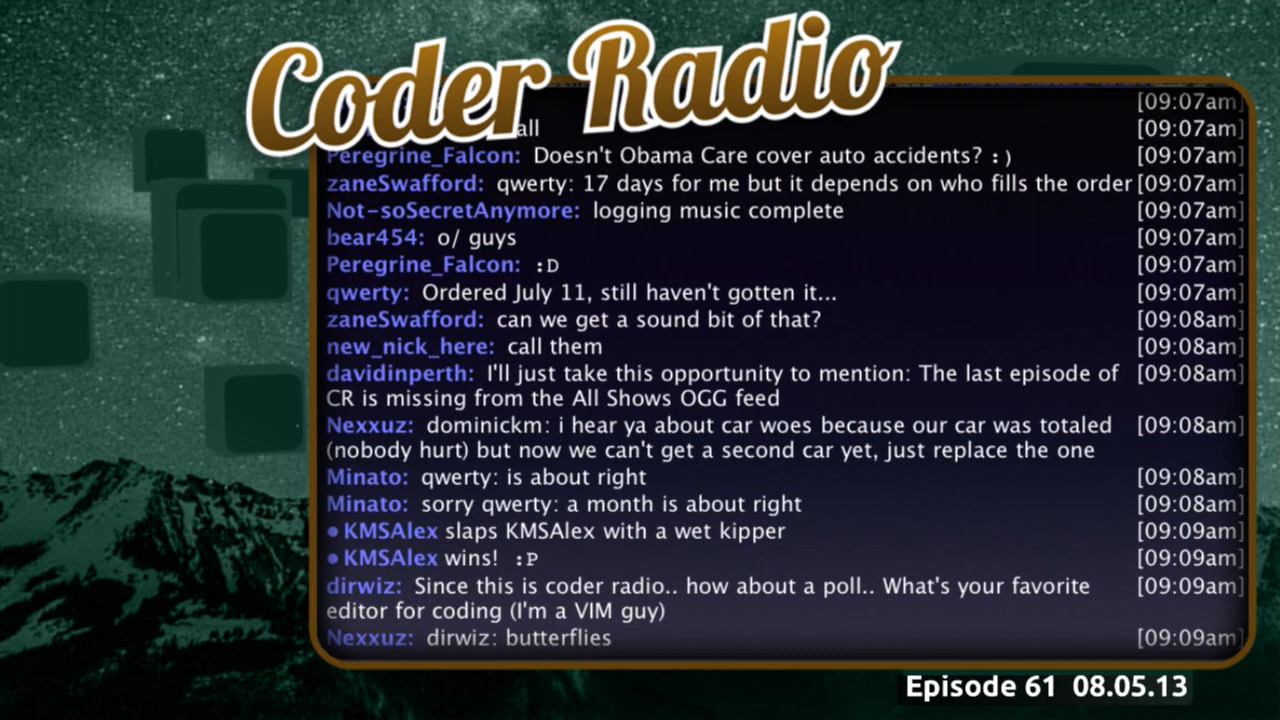 Coder Radio
[09:07am]
all [09:07am]
Peregrine_Falcon: Doesn't Obama Care cover auto accidents? :) [09:07am]
zaneSwafford: qwerty: 17 days for me but it depends on who fills the order [09:07am]
Not-soSecretAnymore: logging music complete [09:07am]
bear454: o/ guys [09:07am]
Peregrine_Falcon: :D [09:07am]
qwerty: Ordered July 11, still haven't gotten it... [09:07am]
zaneSwafford: can we get a sound bit of that? [09:08am]
new_nick_here: call them [09:08am]
davidinperth: I'll just take this opportunity to mention: The last episode of [09:08am]
CR is missing from the All Shows OGG feed
Nexxuz: dominickm: i hear ya about car woes because our car was totaled [09:08am]
(nobody hurt) but now we can't get a second car yet, just replace the one
Minato: qwerty: is about right [09:08am]
Minato: sorry qwerty: a month is about right [09:08am]
• KMSAlex slaps KMSAlex with a wet kipper [09:09am]
• KMSAlex wins! :P [09:09am]
dirwiz: Since this is coder radio.. how about a poll.. What's your favorite [09:09am]
editor for coding (I'm a VIM guy)
Nexxuz: dirwiz: butterflies [09:09am]
Episode 61 08.05.13